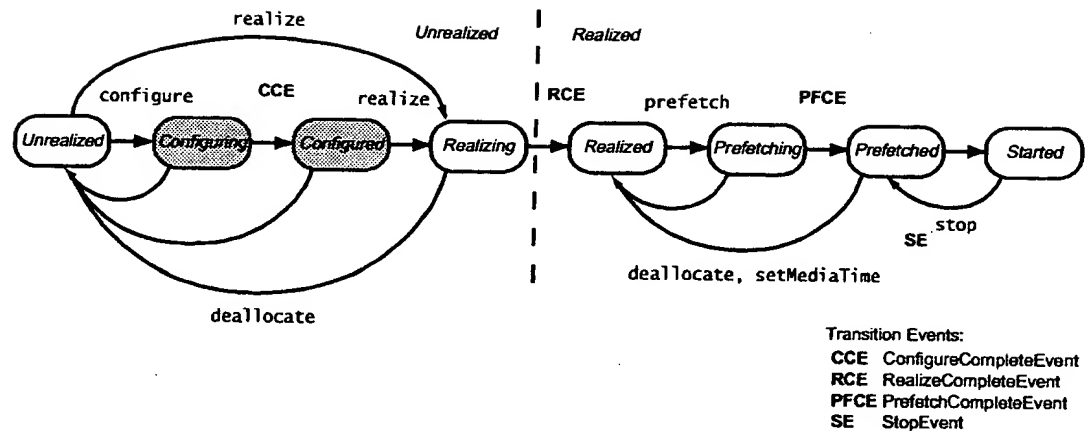 realize
Unrealized
Realized
configure
CCE
realize
RCE
prefetch
PFCE
Unrealized
Configuring
Configured
Realizing
Realized
Prefetching
Prefetched
Started
SE
stop
deallocate, setMediaTime
deallocate
Transition Events:
CCE ConfigureCompleteEvent
RCE RealizeCompleteEvent
PFCE PrefetchCompleteEvent
SE StopEvent